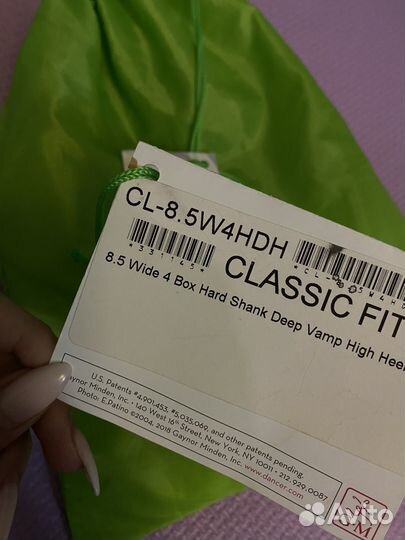 CL-8.5W4HDH
*331145*
CLASSIC FIT
8.5 Wide 4 Box Hard Shank Deep Vamp High Heel
U.S. Patents #4,901,453, #5,035,069, and other patents pending.
Gaynor Minden, Inc. • 140 West 16th Street, New York, NY 10011 • 212.929.0087
Photo: E.Patino ©2004, 2018 Gaynor Minden, Inc. www.dancer.com
Avito